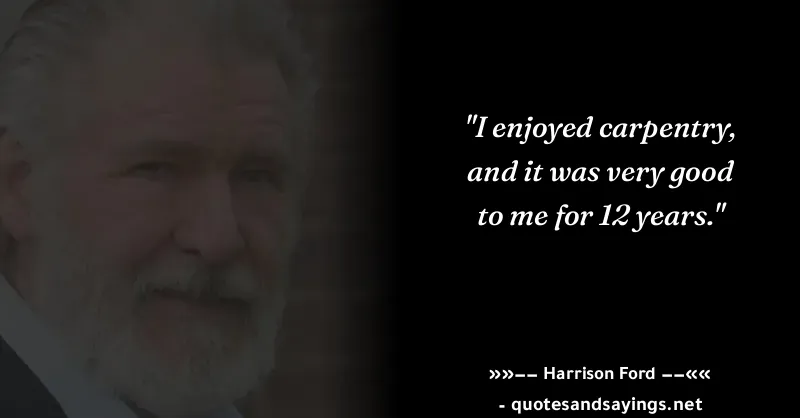 "I enjoyed carpentry,
and it was very good
to me for 12 years."
»»−− Harrison Ford −−««
- quotesandsayings.net